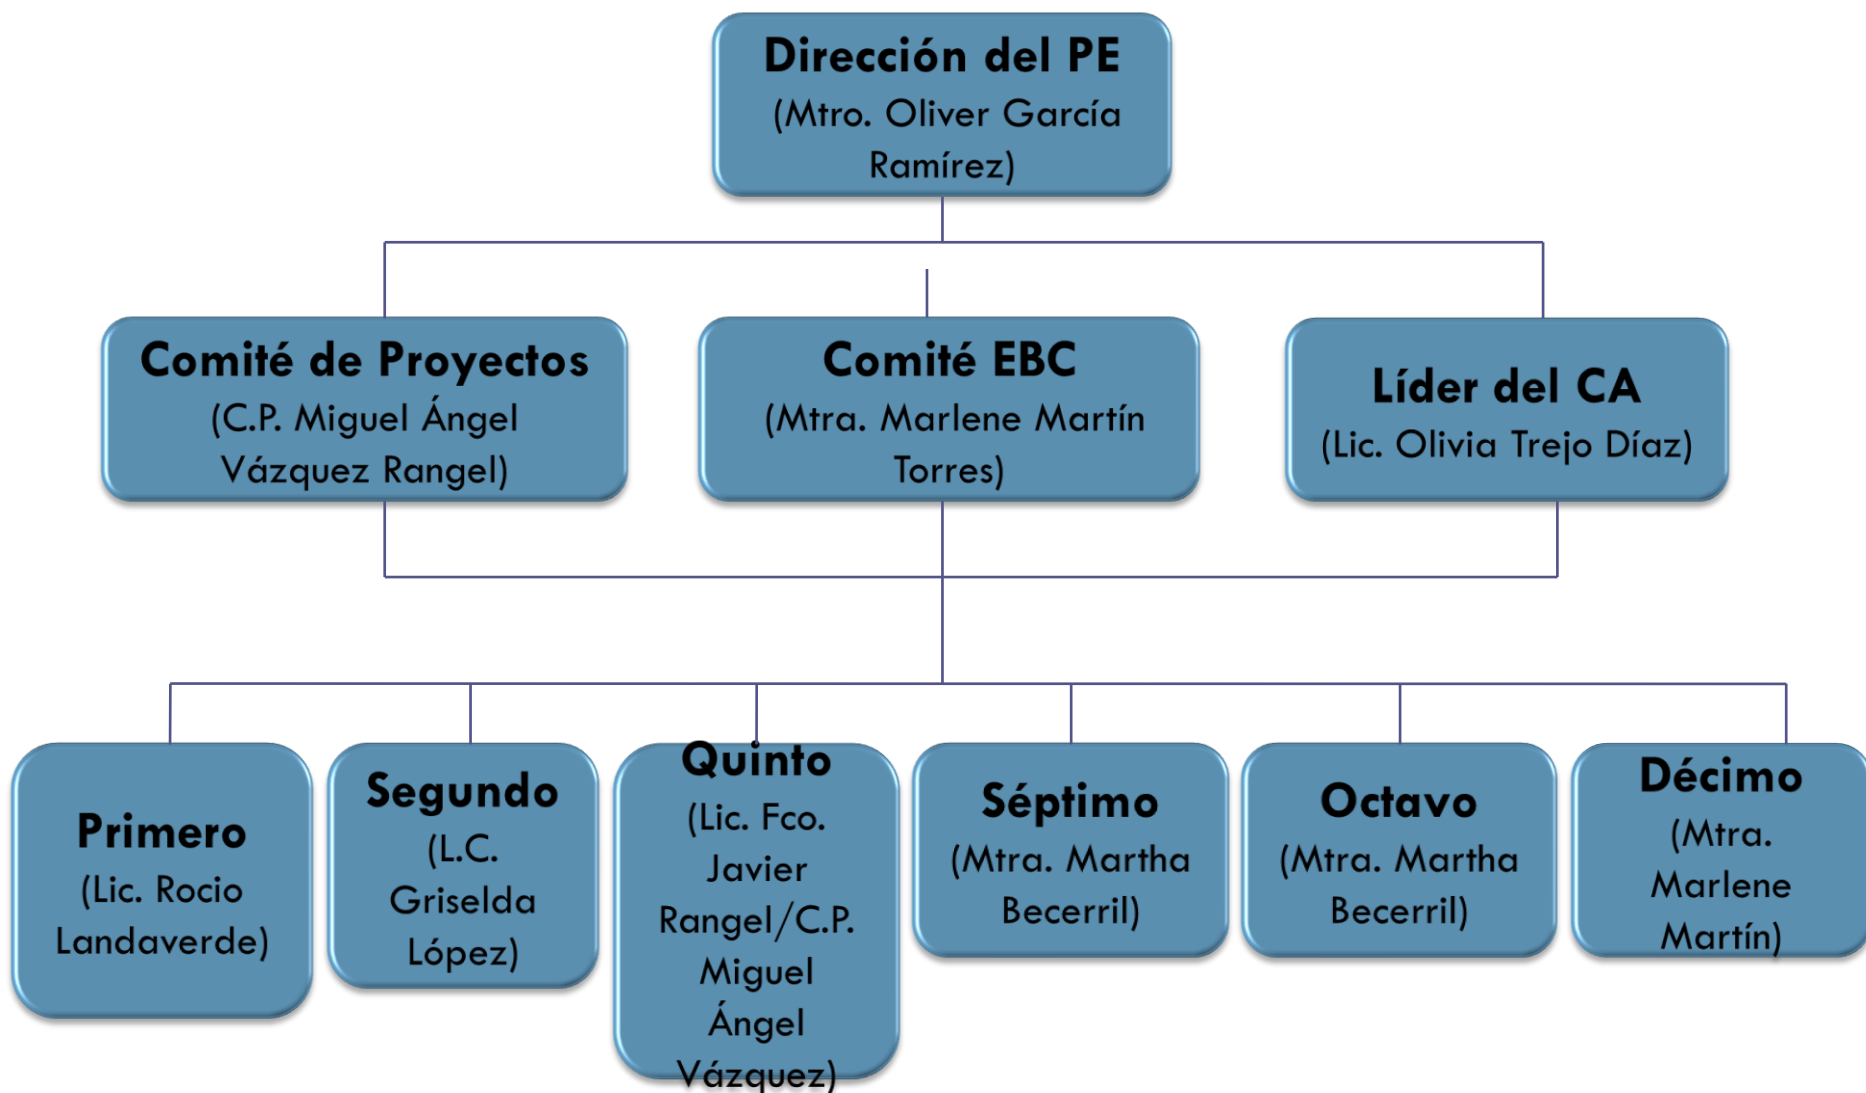 Dirección del PE
(Mtro. Oliver García
Ramírez)
Comité de Proyectos
(C.P. Miguel Ángel
Vázquez Rangel)
Comité EBC
(Mtra. Marlene Martín
Torres)
Líder del CA
(Lic. Olivia Trejo Díaz)
Primero
(Lic. Rocio
Landaverde)
Segundo
(L.C.
Griselda
López)
Quinto
(Lic. Fco.
Javier
Rangel/C.P.
Miguel
Ángel
Vázquez)
Séptimo
(Mtra. Martha
Becerril)
Octavo
(Mtra. Martha
Becerril)
Décimo
(Mtra.
Marlene
Martín)